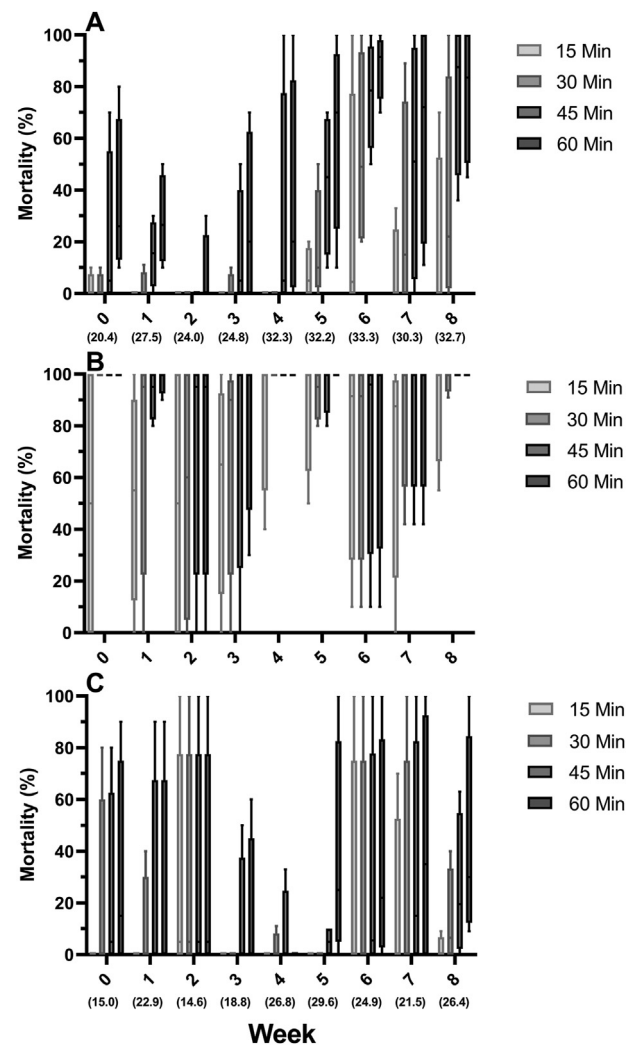 A
100
80
60
40
20
0
Mortality (%)
15 Min
30 Min
45 Min
60 Min
0 1 2 3 4 5 6 7 8
(20.4) (27.5) (24.0) (24.8) (32.3) (32.2) (33.3) (30.3) (32.7)
B
100
80
60
40
20
0
Mortality (%)
15 Min
30 Min
45 Min
60 Min
0 1 2 3 4 5 6 7 8
C
100
80
60
40
20
0
Mortality (%)
15 Min
30 Min
45 Min
60 Min
0 1 2 3 4 5 6 7 8
(15.0) (22.9) (14.6) (18.8) (26.8) (29.6) (24.9) (21.5) (26.4)
Week